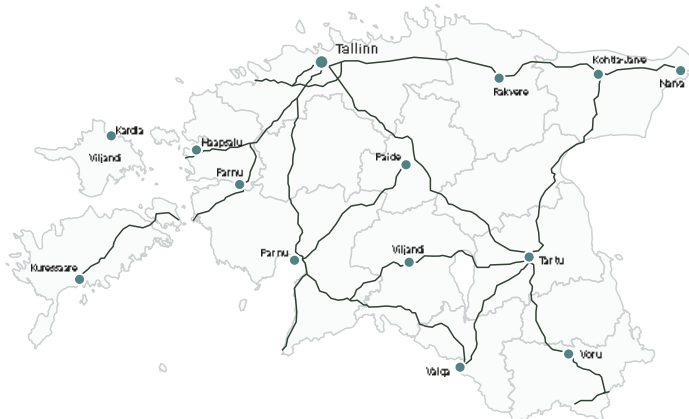 Tallinn
Kohtla-Jarve
Rakvere
Narva
Kardla
Haapsalu
Viljandi
Paide
Parnu
Parnu
Viljandi
Tartu
Kuressaare
Voru
Valga